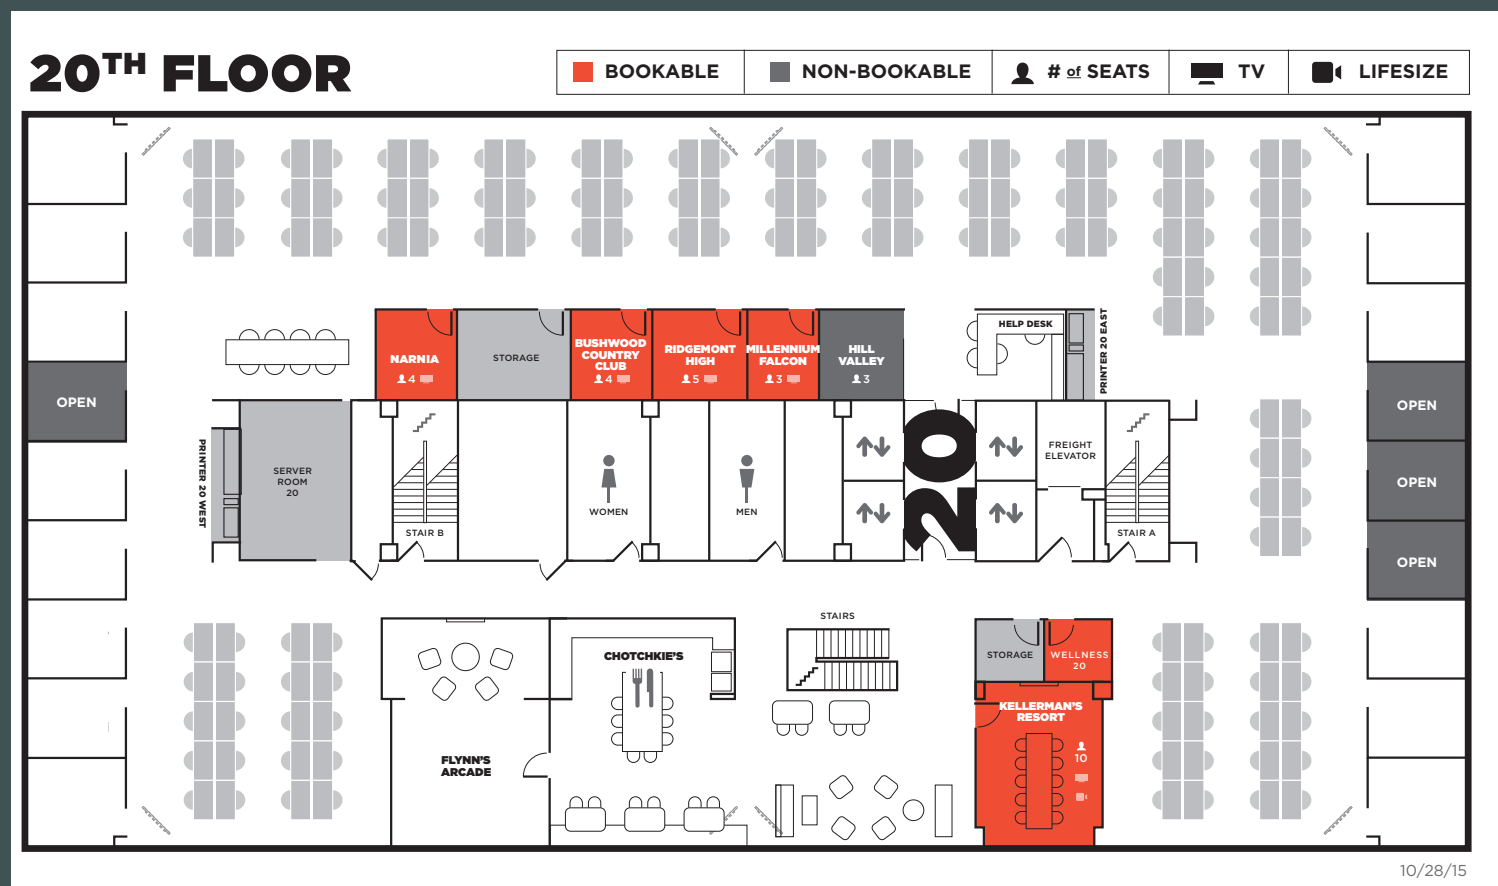 20TH FLOOR
BOOKABLE
NON-BOOKABLE
# of SEATS
TV
LIFESIZE
NARNIA
4
STORAGE
BUSHWOOD
COUNTRY
CLUB
4
RIDGEMONT
HIGH
5
MILLENNIUM
FALCON
3
HILL
VALLEY
3
HELP DESK
PRINTER 20 EAST
OPEN
OPEN
OPEN
OPEN
PRINTER 20 WEST
SERVER
ROOM
20
STAIR B
WOMEN
MEN
20
FREIGHT
ELEVATOR
STAIR A
STAIRS
CHOTCHKIE'S
FLYNN'S
ARCADE
STORAGE
WELLNESS
20
KELLERMAN'S
RESORT
10
10/28/15